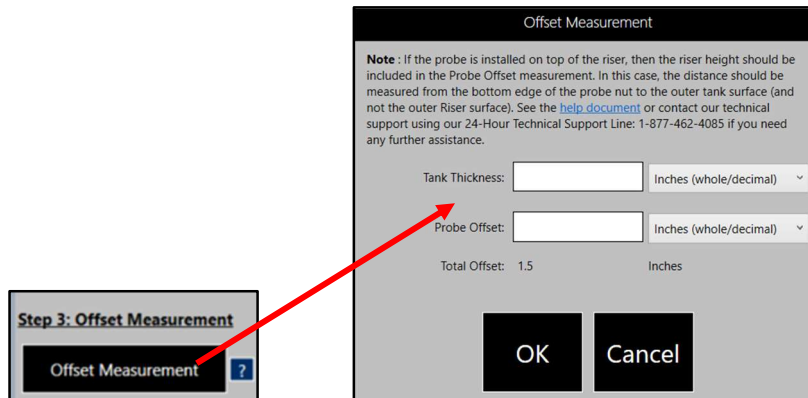 Offset Measurement
Note : If the probe is installed on top of the riser, then the riser height should be
included in the Probe Offset measurement. In this case, the distance should be
measured from the bottom edge of the probe nut to the outer tank surface (and
not the outer Riser surface). See the help document or contact our technical
support using our 24-Hour Technical Support Line: 1-877-462-4085 if you need
any further assistance.
Tank Thickness: Inches (whole/decimal)
Probe Offset: Inches (whole/decimal)
Total Offset: 1.5 Inches
OK Cancel
Step 3: Offset Measurement
Offset Measurement ?